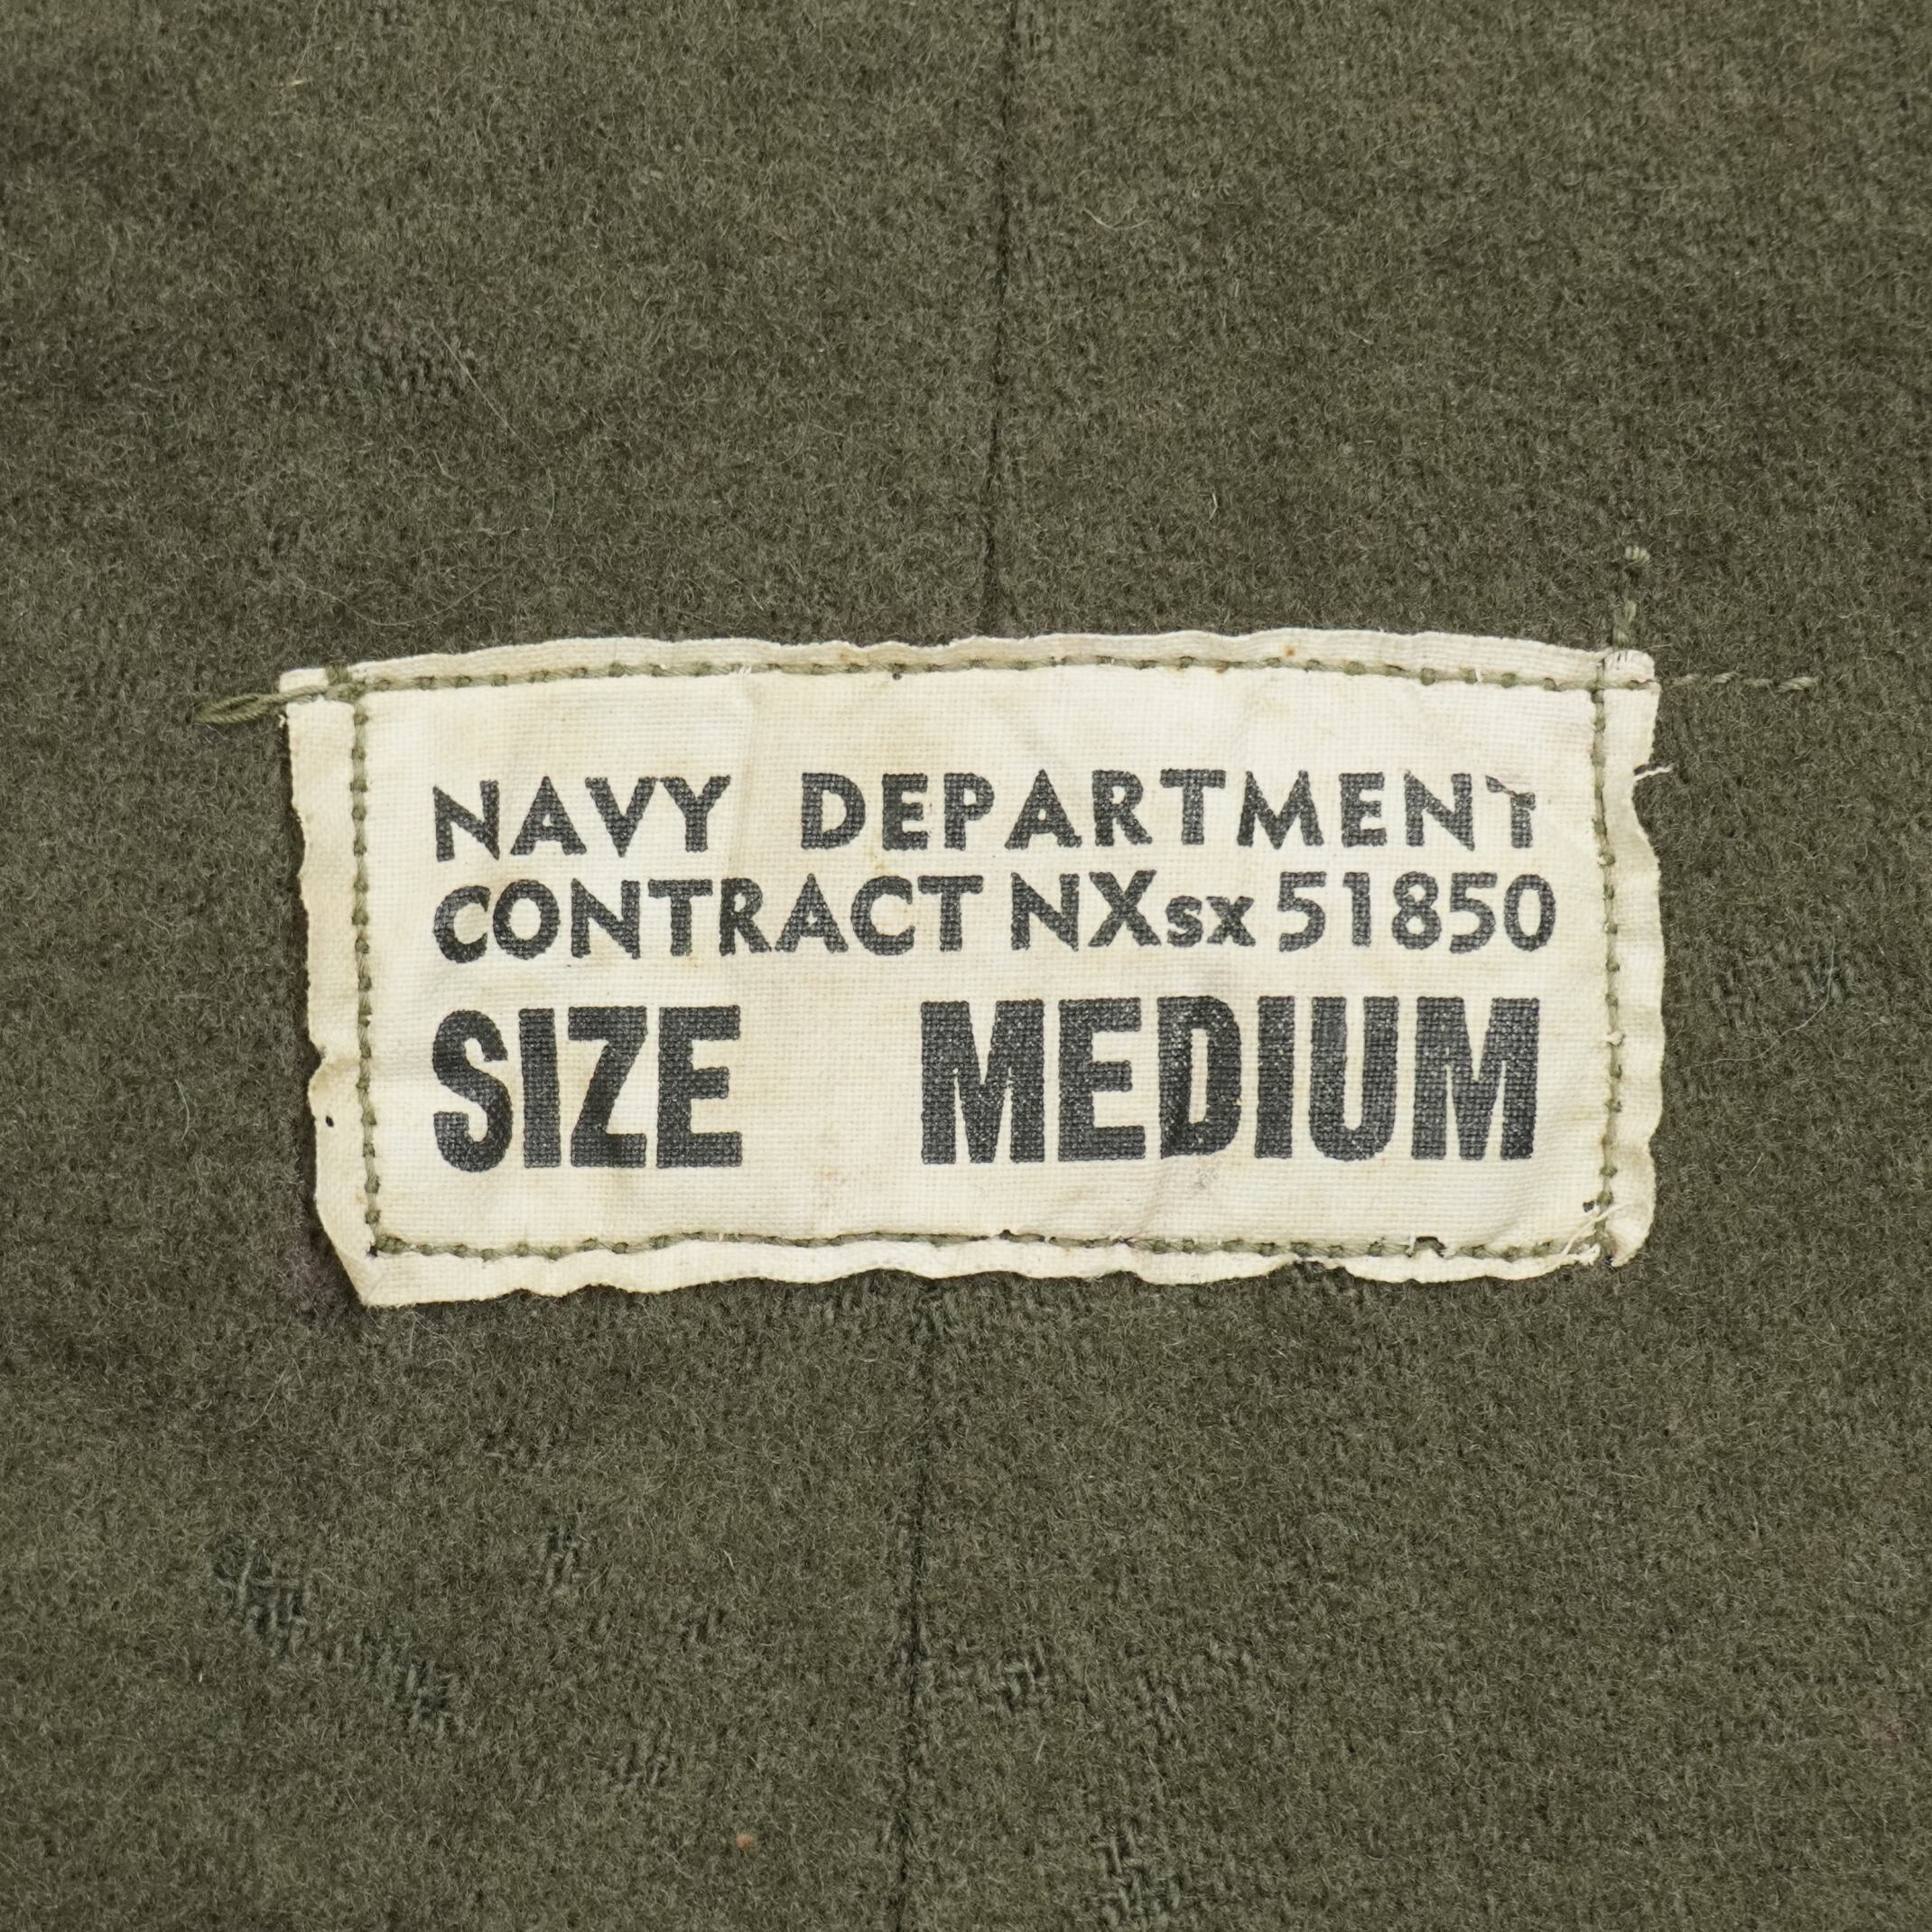 NAVY DEPARTMENT
CONTRACT NXsx 51850
SIZE MEDIUM